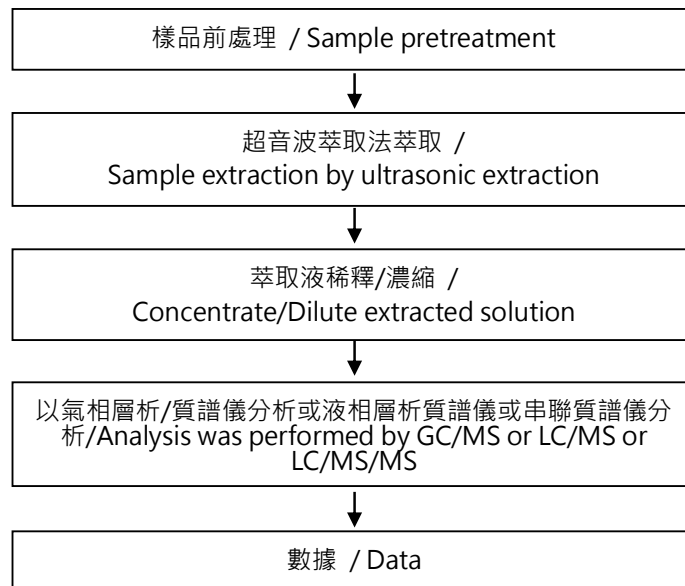 樣品前處理 / Sample pretreatment
超音波萃取法萃取 /
Sample extraction by ultrasonic extraction
萃取液稀釋/濃縮 /
Concentrate/Dilute extracted solution
以氣相層析/質譜儀分析或液相層析質譜儀或串聯質譜儀分
析/Analysis was performed by GC/MS or LC/MS or
LC/MS/MS
數據 / Data